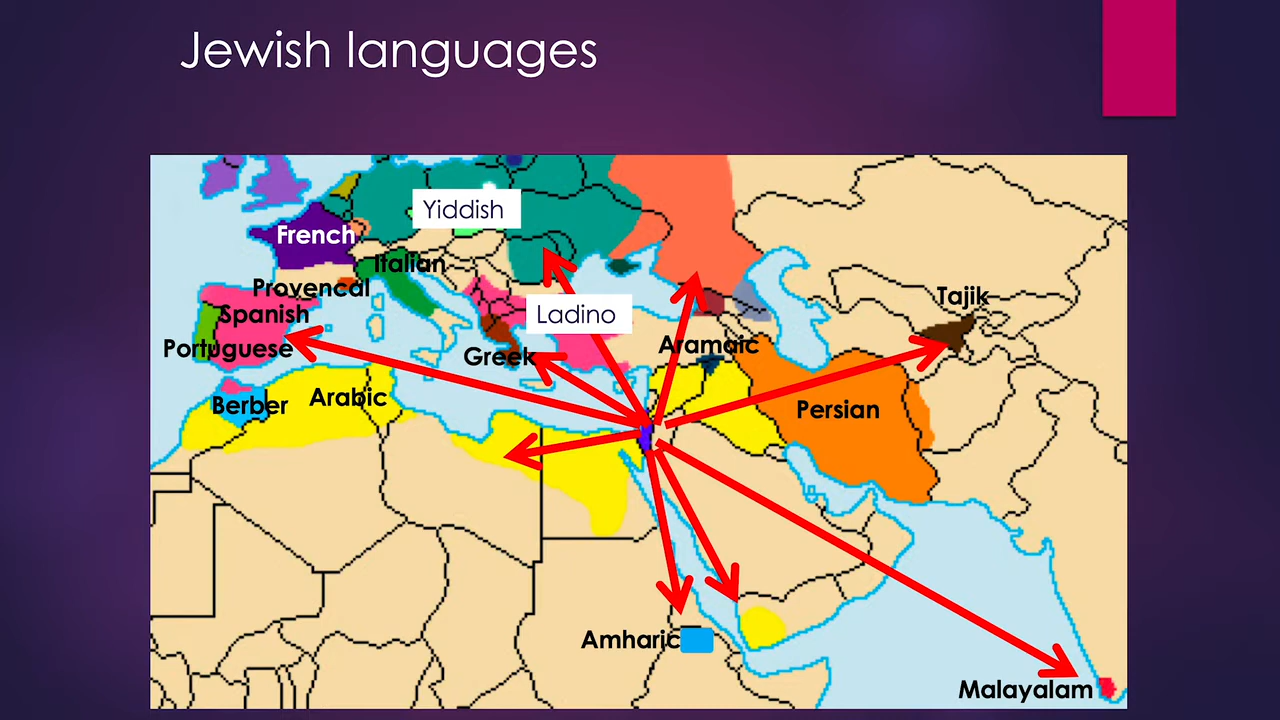 Jewish languages
Yiddish
French
Italian
Provencal
Tajik
Spanish
Ladino
Portuguese
Greek
Aramaic
Berber
Arabic
Persian
Amharic
Malayalam